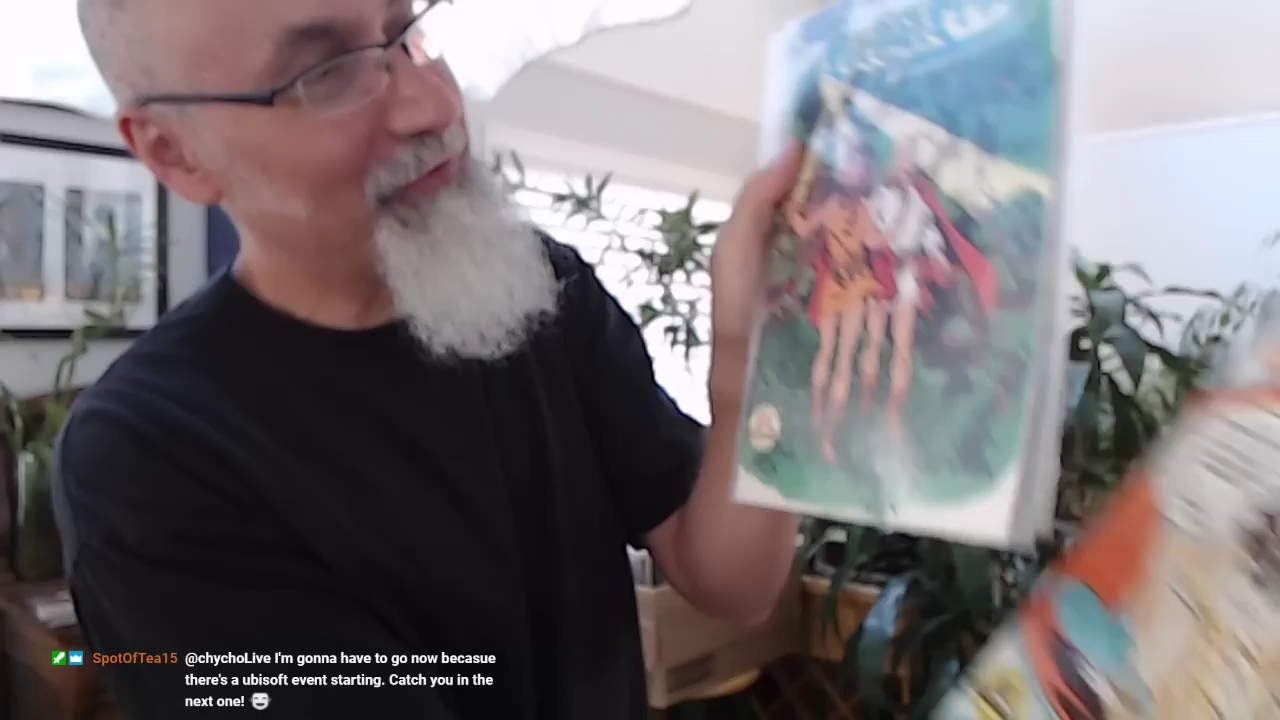 SpotOfTea15 @chychoLive I'm gonna have to go now becasue
there's a ubisoft event starting. Catch you in the
next one!